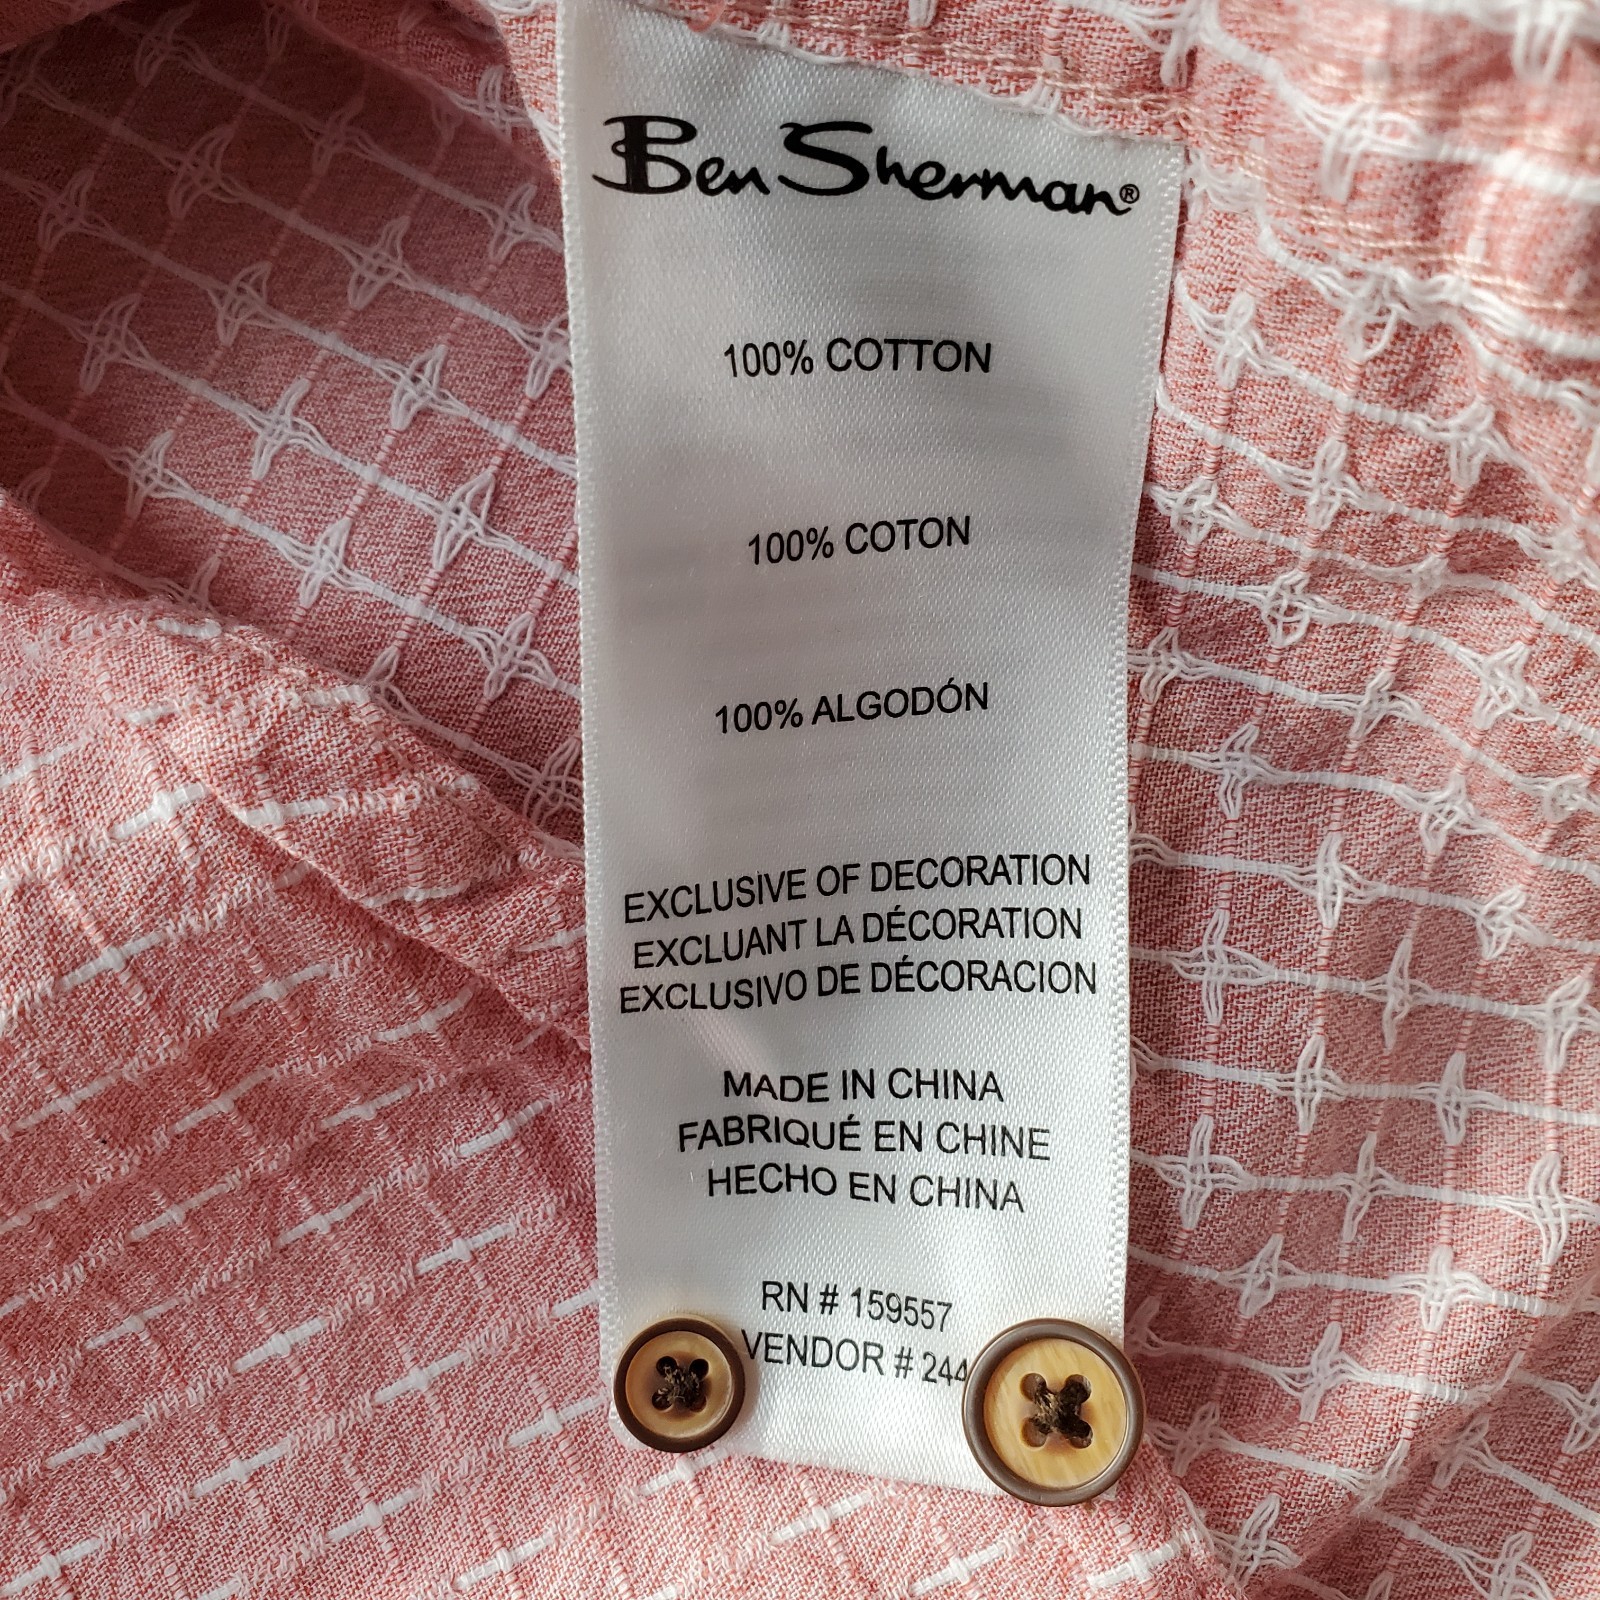 Ben Sherman®
100% COTTON
100% COTON
100% ALGODÓN
EXCLUSIVE OF DECORATION
EXCLUANT LA DÉCORATION
EXCLUSIVO DE DÉCORACION
MADE IN CHINA
FABRIQUÉ EN CHINE
HECHO EN CHINA
RN # 159557
VENDOR # 244